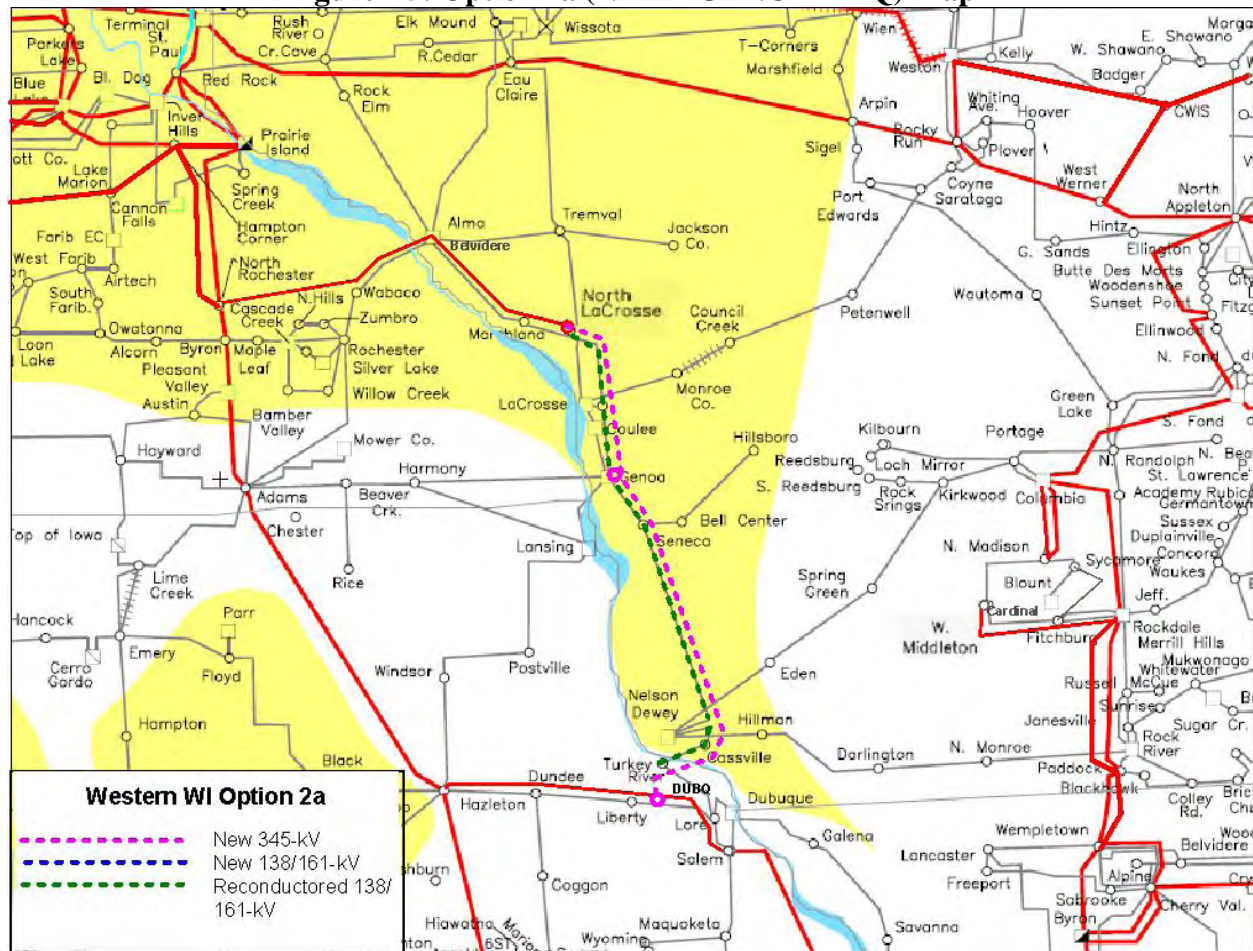 Terminal
St.
Paul
Parkers
Lake
Blue
Bl. Dog
Rush
River
Cr.Cave
Elk Mound
Wissota
R.Cedar
Eau
Claire
T-Corners
Marshfield
Wien
Weston
Kelly
W. Shawano
E. Shawano
Badger
Red Rock
Rock
Elm
Inver
Hills
Prairie
Island
Arpin
Rocky
Run
Whiting
Ave.
Hoover
CWIS
Sigel
Plover
Lake
Marion
Spring
Creek
Cannon
Falls
Hampton
Corner
Alma
Belvidere
Tremval
Jackson
Co.
Port
Edwards
Coyne
Saratoga
West
Werner
North
Appleton
Hintz
G. Sands
Ellington
Butte Des Morts
Woodenshoe
Sunset Point
Ellinwood
N. Fond
Farib EC
West Farib
Airtech
South
Farib.
North
Rochester
Cascade
Creek
N.Hills
Wabaco
Zumbro
North
LaCrosse
Council
Creek
Petenwell
Wautoma
Owatanna
Loon
Lake
Alcorn
Byron
Maple
Leaf
Rochester
Silver Lake
Marshland
Pleasant
Valley
Willow Creek
Austin
Bamber
Valley
LaCrosse
Coulee
Monroe
Co.
Green
Lake
S. Fond
Hayward
Mower Co.
Harmony
Genoa
Hillsboro
Kilbourn
Reedsburg
Loch Mirror
S. Reedsburg
Rock
Srings
Kirkwood
Portage
Columbia
N. Randolph
St. Lawrence
Academy
Germantown
Adams
Chester
Beaver
Crk.
Lansing
Bell Center
Seneca
Sussex
Duplainville
Concord
Waukes
Top of Iowa
Lime
Creek
Rice
N. Madison
Sycamore
Blount
Spring
Green
Cardinal
Fitchburg
Jeff.
Rockdale
Merrill Hills
Mukwonago
Whitewater
Hancock
Cerro
Gordo
Emery
Parr
Floyd
Windsor
Postville
W.
Middleton
Eden
Russell
McCue
Sunrise
Sugar Cr.
Hampton
Nelson
Dewey
Hillman
Janesville
Rock
River
Black
Turkey
River
Cassville
Darlington
N. Monroe
Paddock
Blackhawk
Colley
Rd.
Hazleton
Dundee
DUBQ
Liberty
Lore
Dubuque
Salem
Galena
Wempletown
Belvidere
Lancaster
Freeport
Alpine
Sabrooke
Cherry Val.
Byron
Coggon
Maquoketa
Wyoming
Savanna
Hiawatha
Western WI Option 2a
New 345-kV
New 138/161-kV
Reconductored 138/
161-kV